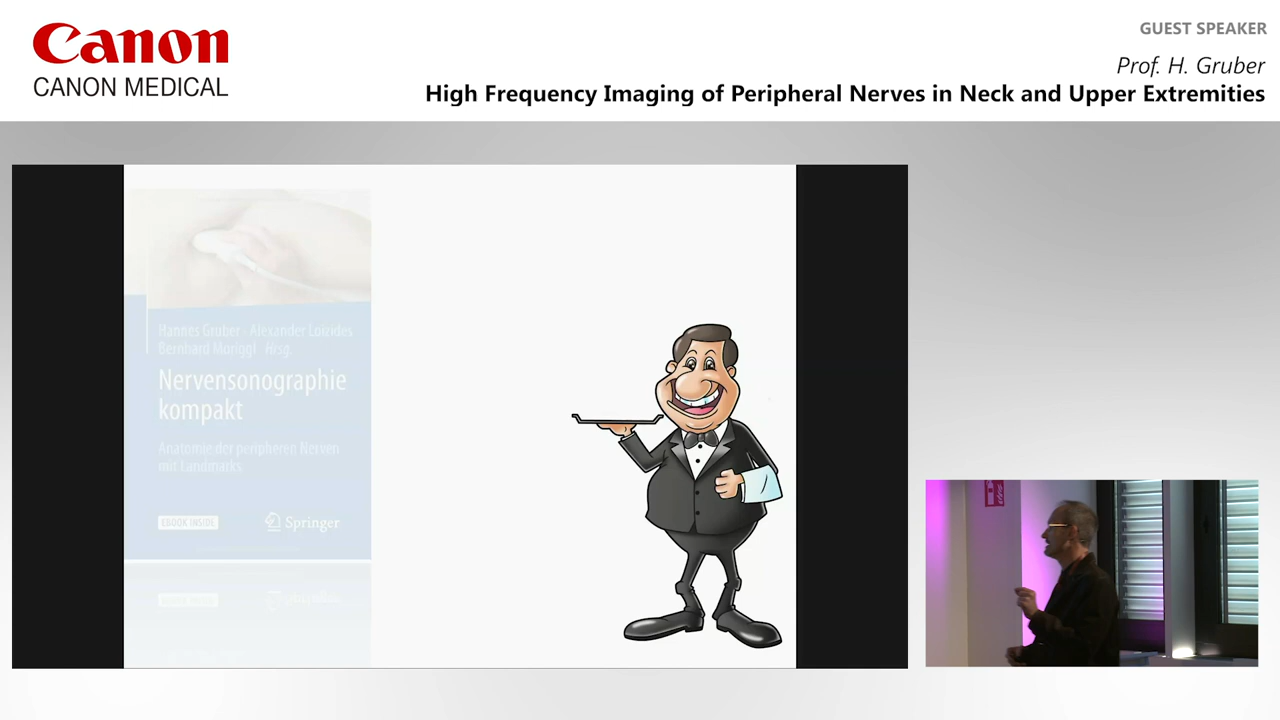 Canon
CANON MEDICAL
GUEST SPEAKER
Prof. H. Gruber
High Frequency Imaging of Peripheral Nerves in Neck and Upper Extremities
Hannes Gruber · Alexander Loizides
Bernhard Moriggl Hrsg.
Nervensonographie
kompakt
Anatomie der peripheren Nerven
mit Landmarks
EBOOK INSIDE
Springer